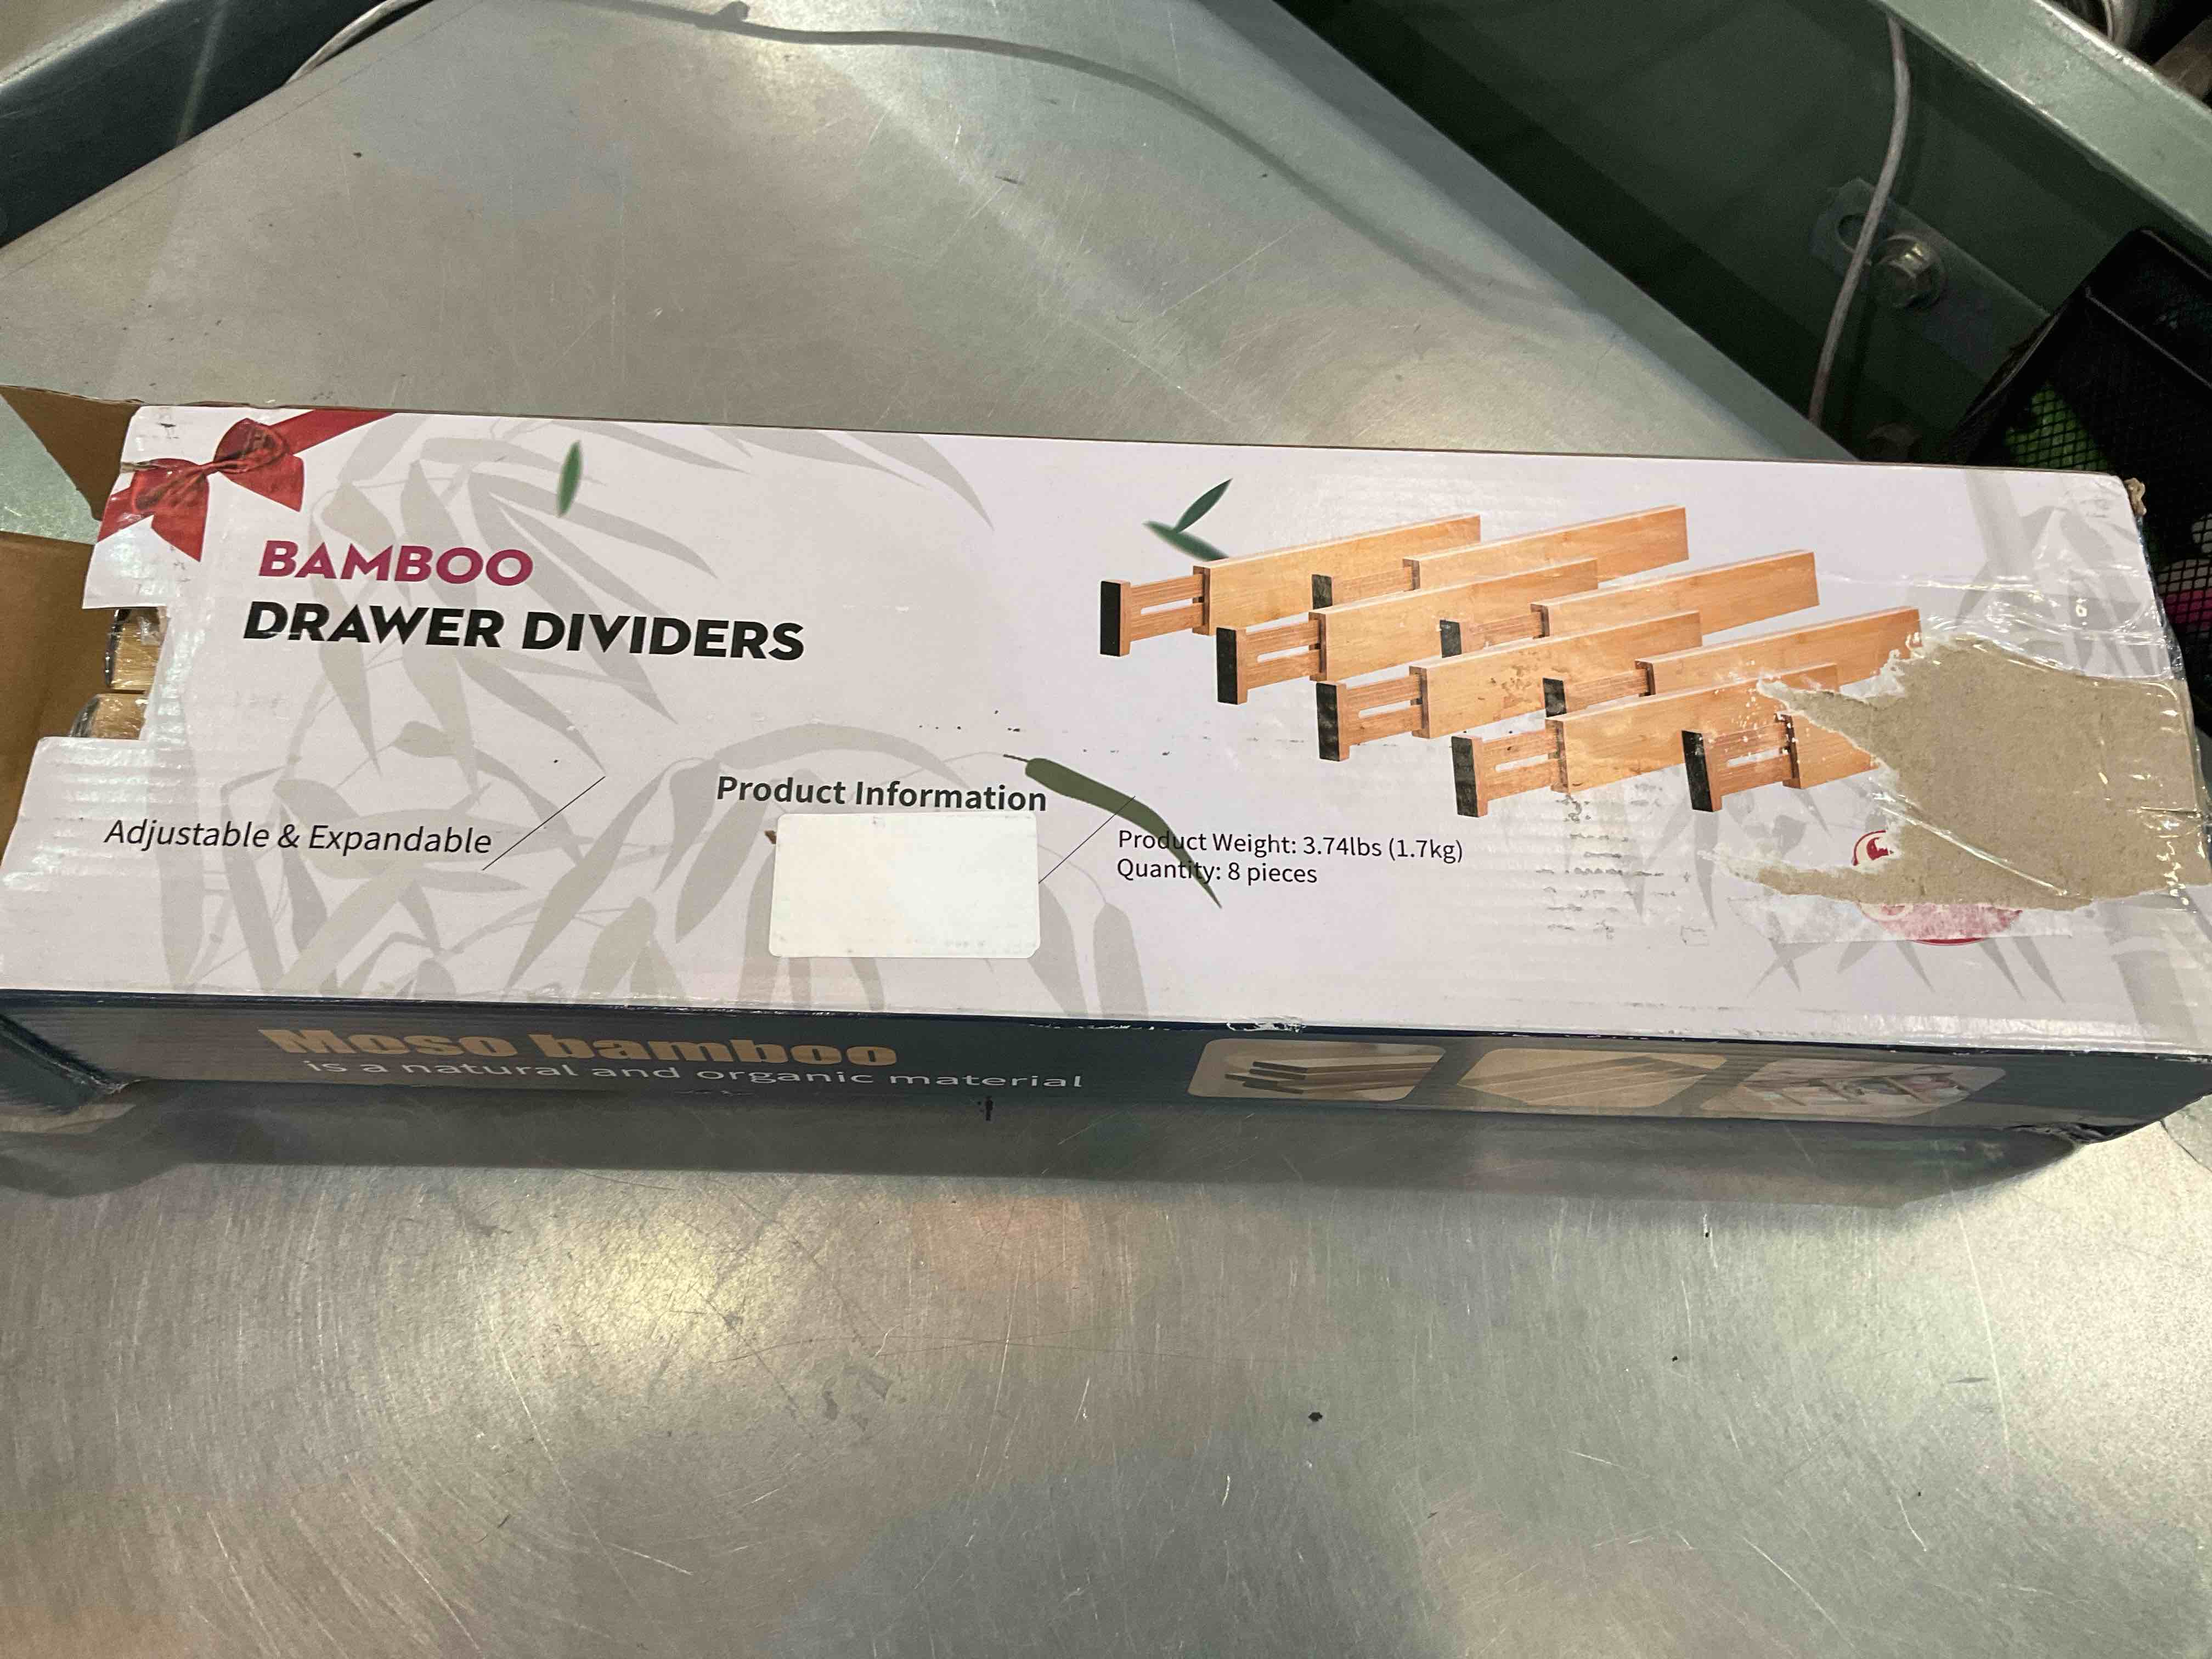 BAMBOO
DRAWER DIVIDERS
Product Information
Adjustable & Expandable
Product Weight: 3.74lbs (1.7kg)
Quantity: 8 pieces
Moso bamboo
is a natural and organic material